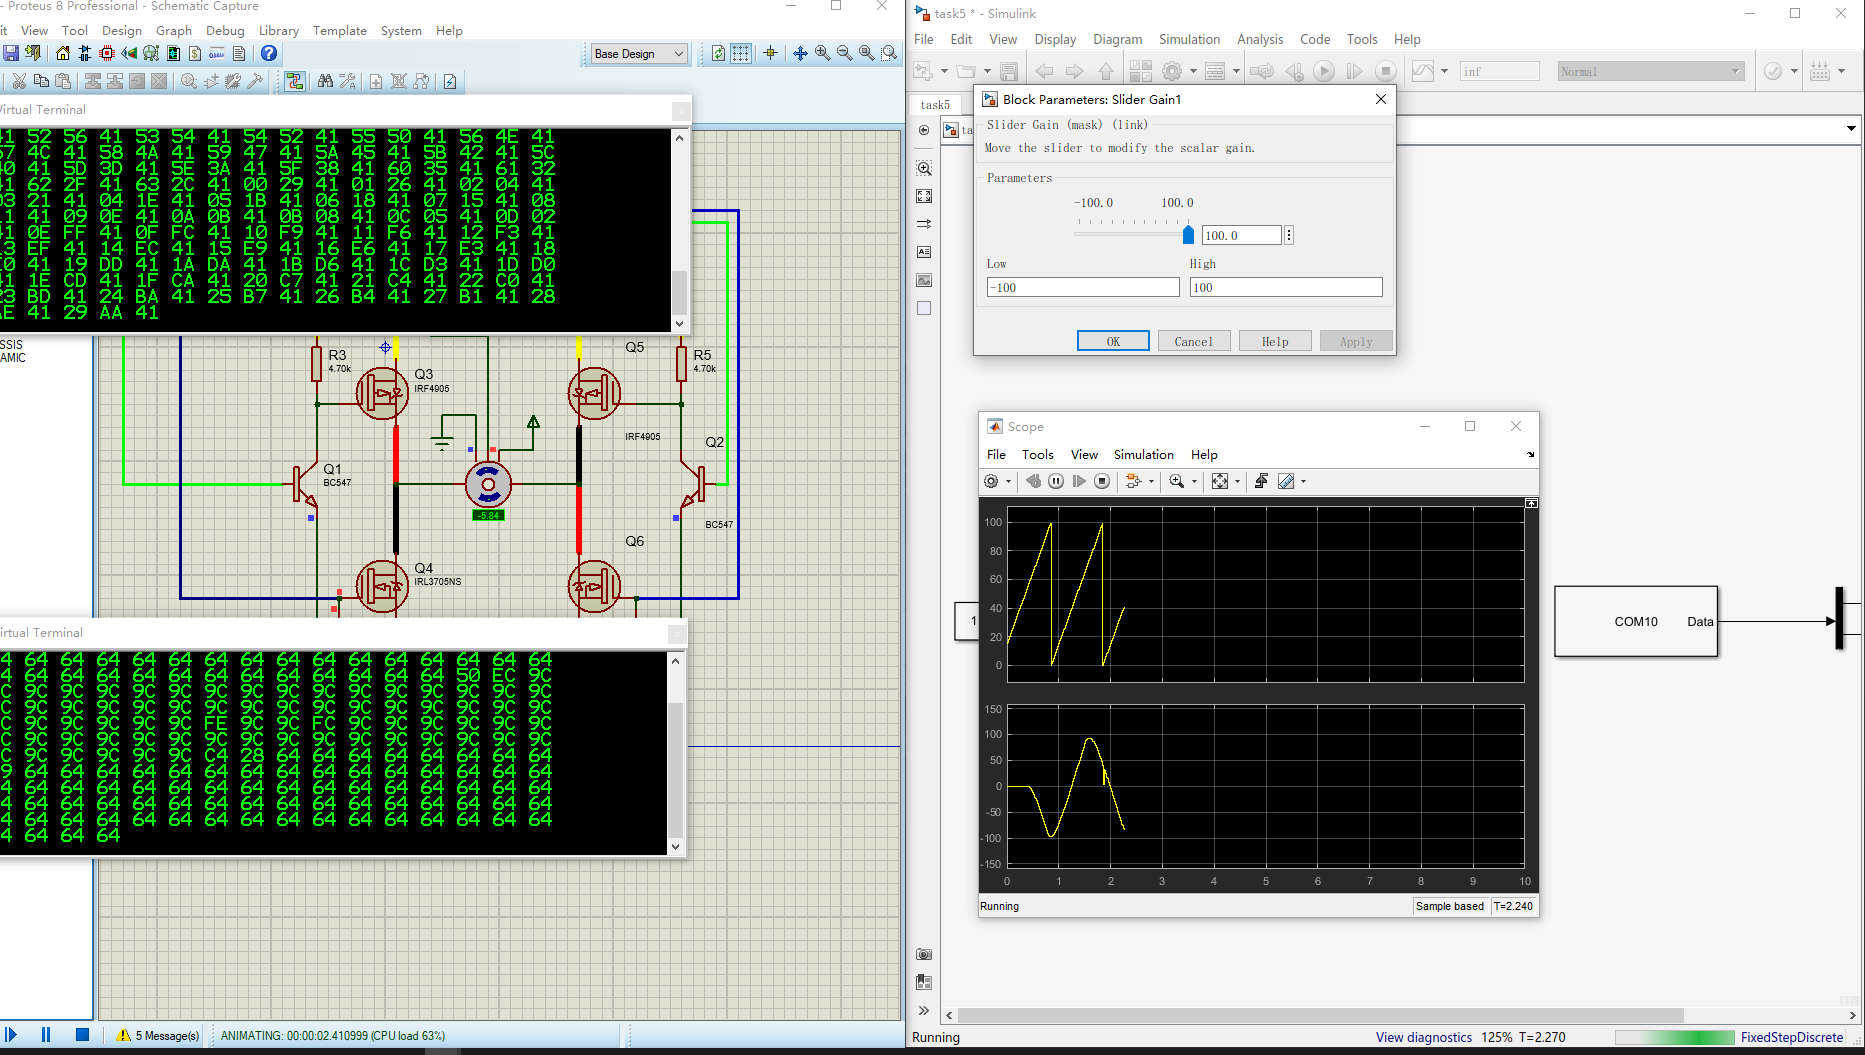 - Proteus 8 Professional - Schematic Capture
it View Tool Design Graph Debug Library Template System Help
Base Design
Virtual Terminal
41 52 56 41 53 54 41 54 52 41 55 50 41 56 4E 41
57 4C 41 58 4A 41 59 47 41 5A 45 41 5B 42 41 5C
40 41 5D 3D 41 5E 3A 41 5F 38 41 60 35 41 61 32
41 62 2F 41 63 2C 41 00 29 41 01 26 41 02 04 41
03 21 41 04 1E 41 05 1B 41 06 18 41 07 15 41 08
11 41 09 0E 41 0A 0B 41 0B 08 41 0C 05 41 0D 02
41 0E FF 41 0F FC 41 10 F9 41 11 F6 41 12 F3 41
13 EF 41 14 EC 41 15 E9 41 16 E6 41 17 E3 41 18
E0 41 19 DD 41 1A DA 41 1B D6 41 1C D3 41 1D D0
41 1E CD 41 1F CA 41 20 C7 41 21 C4 41 22 C0 41
23 BD 41 24 BA 41 25 B7 41 26 B4 41 27 B1 41 28
AE 41 29 AA 41
SSIS
AMIC
R3
4.70k
Q3
IRF4905
Q5
R5
4.70k
IRF4905
Q2
Q1
BC547
-5.84
BC547
Q6
Q4
IRL3705NS
irtual Terminal
4 64 64 64 64 64 64 64 64 64 64 64 64 64 64 64
4 64 64 64 64 64 64 64 64 64 64 64 64 50 EC 9C
C 9C 9C 9C 9C 9C 9C 9C 9C 9C 9C 9C 9C 9C 9C 9C
C 9C 9C 9C 9C 9C 9C 9C 9C 9C 9C 9C 9C 9C 9C 9C
C 9C 9C 9C 9C 9C FE 9C 9C FC 9C 9C 9C 9C 9C 9C
C 9C 9C 9C 9C 9C 9C 9C 9C 9C 9C 9C 9C 9C 9C 9C
C 9C 9C 9C 9C 9C C4 28 64 64 64 64 64 64 64 64
9 64 64 64 64 64 64 64 64 64 64 64 64 64 64 64
4 64 64 64 64 64 64 64 64 64 64 64 64 64 64 64
4 64 64 64 64 64 64 64 64 64 64 64 64 64 64 64
4 64 64 64 64 64 64 64 64 64 64 64 64 64 64 64
4 64 64 64
5 Message(s) ANIMATING: 00:00:02.410999 (CPU load 63%)
task5 * - Simulink
File Edit View Display Diagram Simulation Analysis Code Tools Help
inf Normal
task5
ta
Block Parameters: Slider Gain1
Slider Gain (mask) (link)
Move the slider to modify the scalar gain.
Parameters
-100.0 100.0
100.0
Low High
-100 100
OK Cancel Help Apply
Scope
File Tools View Simulation Help
100
80
60
40
20
0
150
100
50
0
-50
-100
-150
0 1 2 3 4 5 6 7 8 9 10
Running Sample based T=2.240
1
COM10 Data
Running View diagnostics 125% T=2.270 FixedStepDiscrete